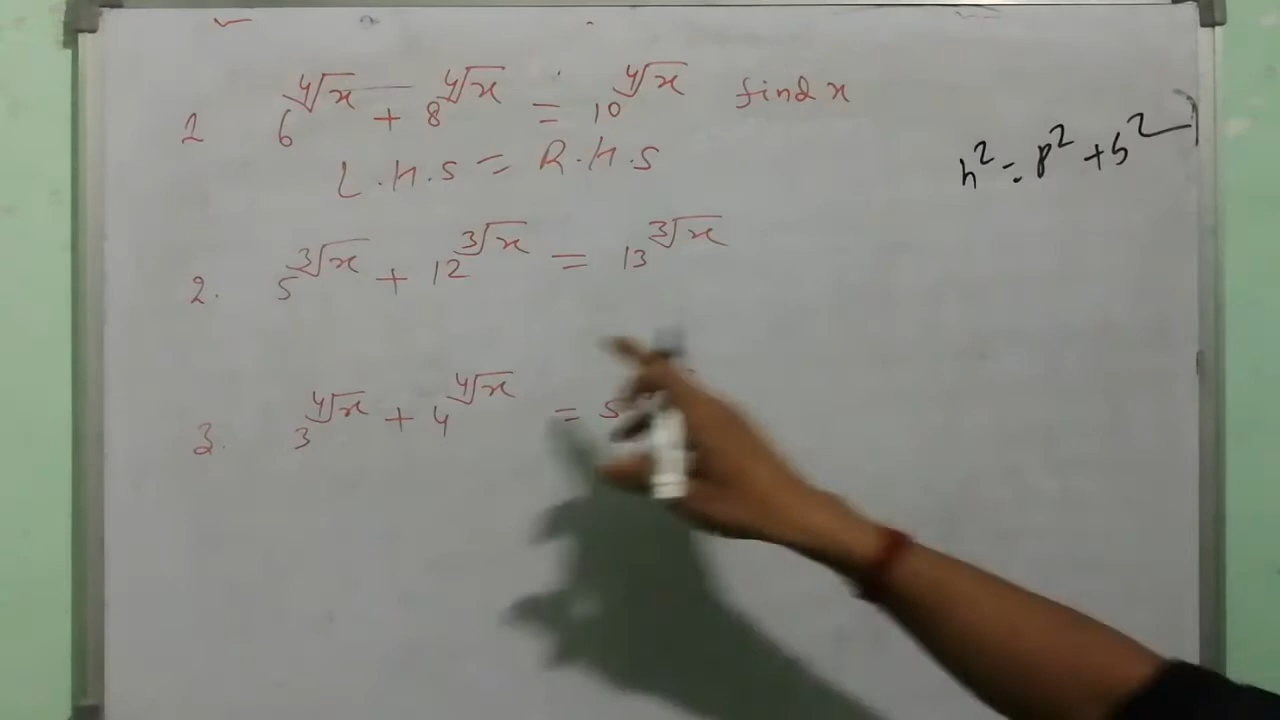 1 6^∜x + 8^∜x = 10^∜x find x
L.H.S = R.H.S
h² = p² + b²
2. 5^∛x + 12^∛x = 13^∛x
3. 3^∜x + 4^∜x = 5